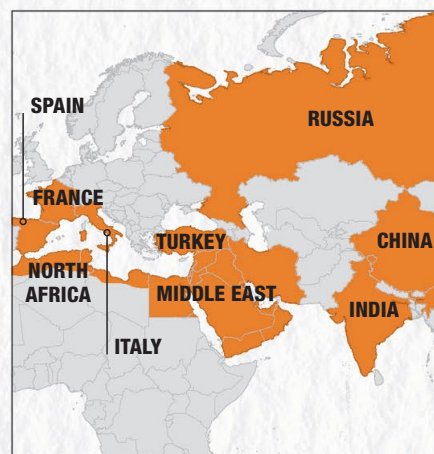 SPAIN
RUSSIA
FRANCE
TURKEY
CHINA
NORTH
AFRICA
MIDDLE EAST
INDIA
ITALY